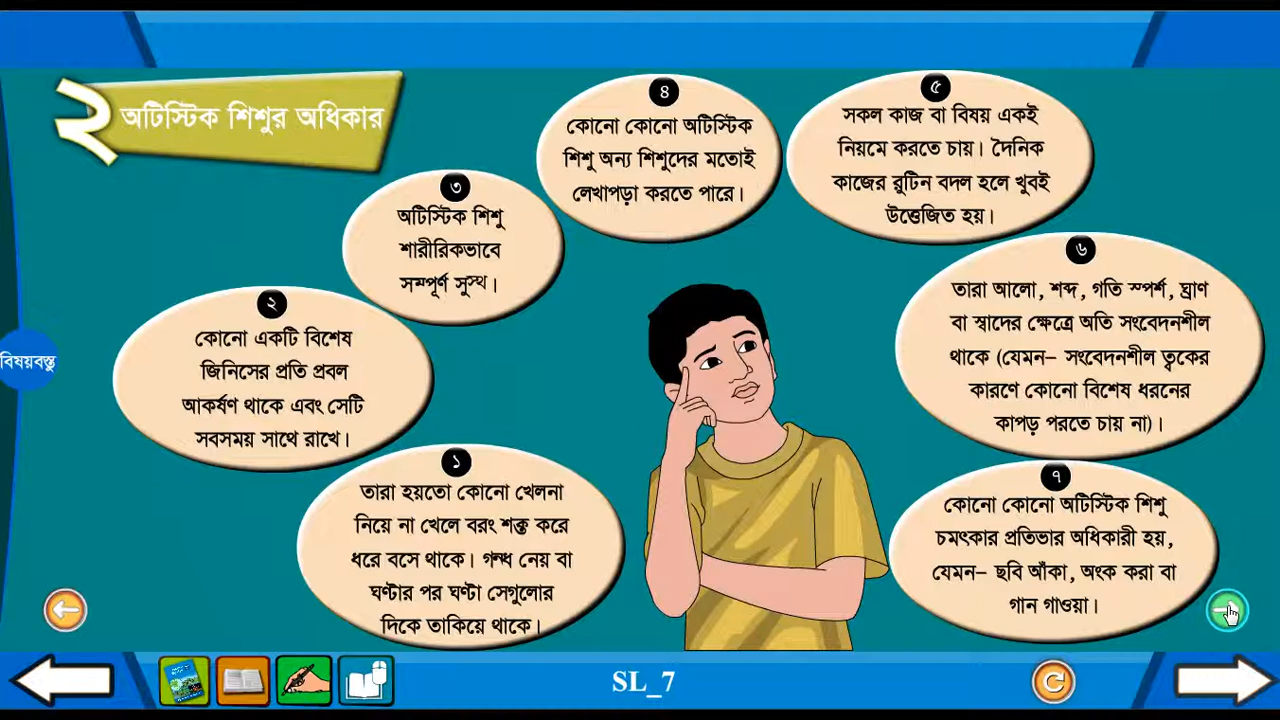 ২ অটিস্টিক শিশুর অধিকার
১
তারা হয়তো কোনো খেলনা
নিয়ে না খেলে বরং শক্ত করে
ধরে বসে থাকে। গন্ধ নেয় বা
ঘণ্টার পর ঘণ্টা সেগুলোর
দিকে তাকিয়ে থাকে।
২
কোনো একটি বিশেষ
জিনিসের প্রতি প্রবল
আকর্ষণ থাকে এবং সেটি
সবসময় সাথে রাখে।
৩
অটিস্টিক শিশু
শারীরিকভাবে
সম্পূর্ণ সুস্থ।
৪
কোনো কোনো অটিস্টিক
শিশু অন্য শিশুদের মতোই
লেখাপড়া করতে পারে।
৫
সকল কাজ বা বিষয় একই
নিয়মে করতে চায়। দৈনিক
কাজের রুটিন বদল হলে খুবই
উত্তেজিত হয়।
৬
তারা আলো, শব্দ, গতি স্পর্শ, ঘ্রাণ
বা স্বাদের ক্ষেত্রে অতি সংবেদনশীল
থাকে (যেমন– সংবেদনশীল ত্বকের
কারণে কোনো বিশেষ ধরনের
কাপড় পরতে চায় না)।
৭
কোনো কোনো অটিস্টিক শিশু
চমৎকার প্রতিভার অধিকারী হয়,
যেমন– ছবি আঁকা, অংক করা বা
গান গাওয়া।
বিষয়বস্তু
SL_7